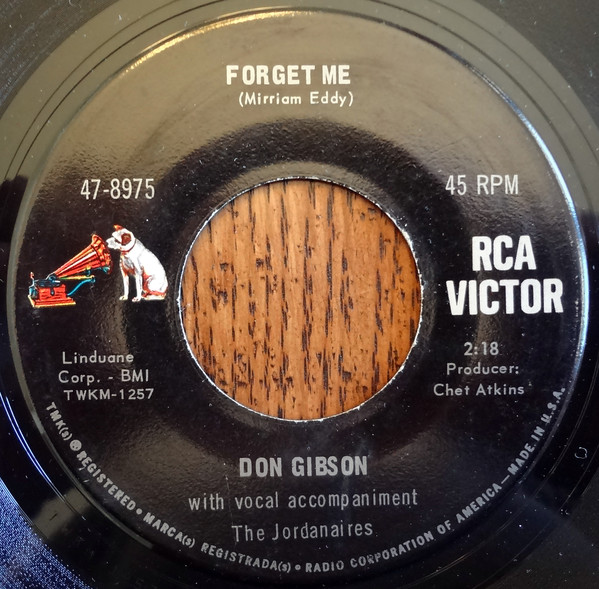 FORGET ME
(Mirriam Eddy)
47-8975
45 RPM
RCA
VICTOR
Linduane
Corp. - BMI
TWKM-1257
2:18
Producer:
Chet Atkins
DON GIBSON
with vocal accompaniment
The Jordanaires
TMK(s) ® REGISTERED • MARCA(s) REGISTRADA(s) • RADIO CORPORATION OF AMERICA—MADE IN U.S.A.